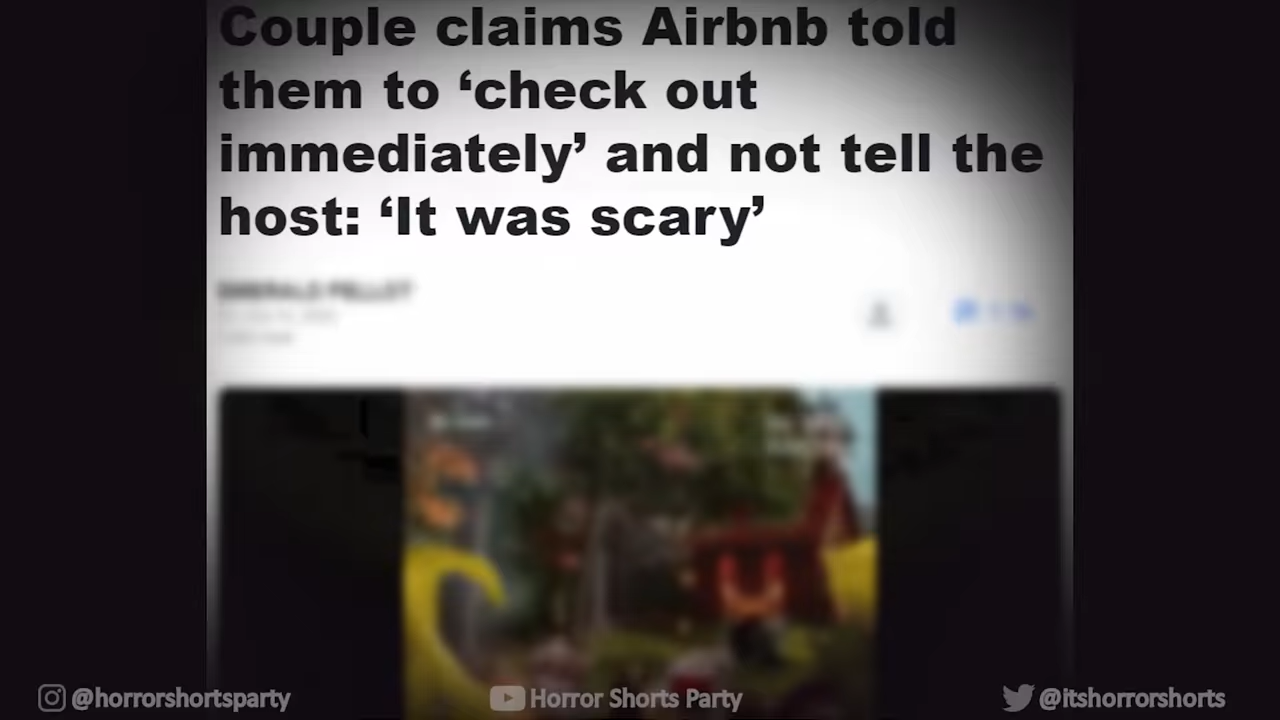 Couple claims Airbnb told
them to ‘check out
immediately’ and not tell the
host: ‘It was scary’
@horrorshortsparty
Horror Shorts Party
@itshorrorshorts